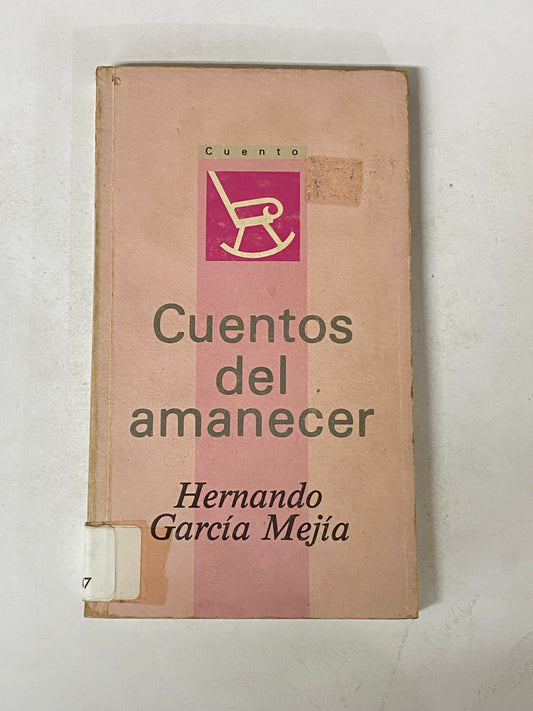 Cuento
Cuentos
del
amanecer
Hernando
García Mejía